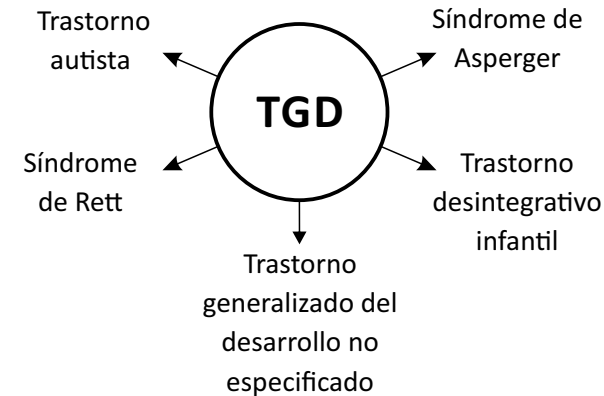 Trastorno
autista
Síndrome de
Asperger
TGD
Síndrome
de Rett
Trastorno
desintegrativo
infantil
Trastorno
generalizado del
desarrollo no
especificado